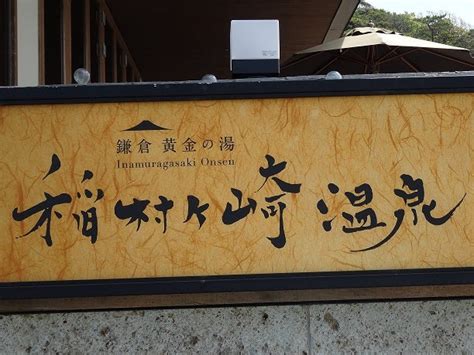 鎌倉 黄金の湯
Inamuragasaki Onsen
稲村ヶ崎温泉